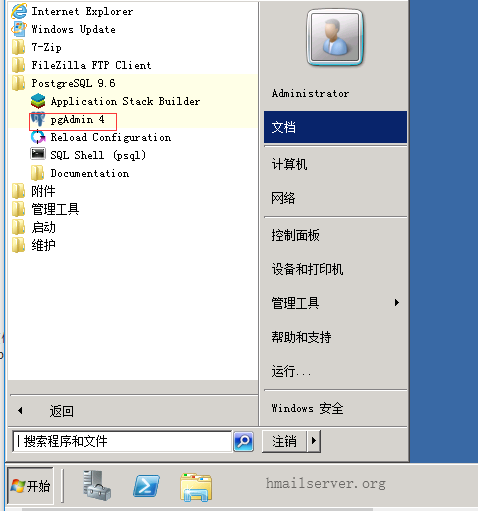 Internet Explorer
Windows Update
7-Zip
FileZilla FTP Client
PostgreSQL 9.6
Application Stack Builder
pgAdmin 4
Reload Configuration
SQL Shell (psql)
Documentation
附件
管理工具
启动
维护
返回
搜索程序和文件
Administrator
文档
计算机
网络
控制面板
设备和打印机
管理工具
帮助和支持
运行...
Windows 安全
注销
开始
hmailserver.org